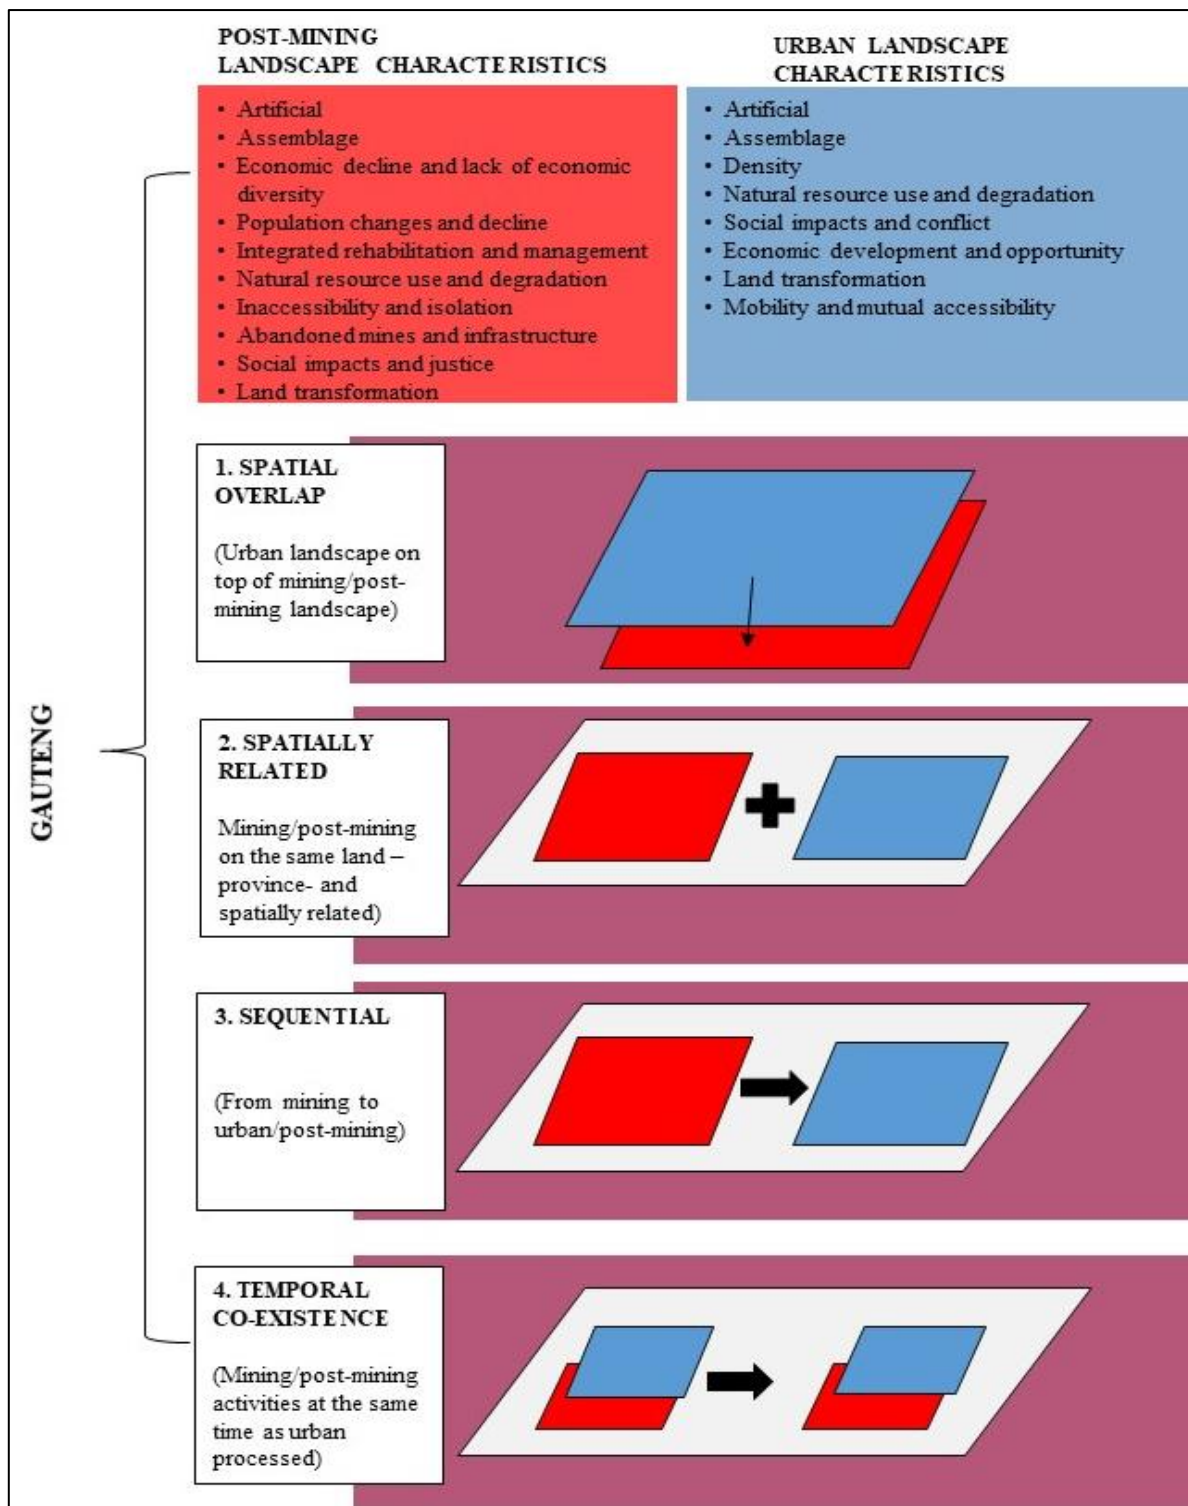 POST-MINING
LANDSCAPE CHARACTERISTICS
• Artificial
• Assemblage
• Economic decline and lack of economic
diversity
• Population changes and decline
• Integrated rehabilitation and management
• Natural resource use and degradation
• Inaccessibility and isolation
• Abandoned mines and infrastructure
• Social impacts and justice
• Land transformation
URBAN LANDSCAPE
CHARACTERISTICS
• Artificial
• Assemblage
• Density
• Natural resource use and degradation
• Social impacts and conflict
• Economic development and opportunity
• Land transformation
• Mobility and mutual accessibility
GAUTENG
1. SPATIAL
OVERLAP
(Urban landscape on
top of mining/post-
mining landscape)
2. SPATIALLY
RELATED
Mining/post-mining
on the same land –
province- and
spatially related)
3. SEQUENTIAL
(From mining to
urban/post-mining)
4. TEMPORAL
CO-EXISTENCE
(Mining/post-mining
activities at the same
time as urban
processed)